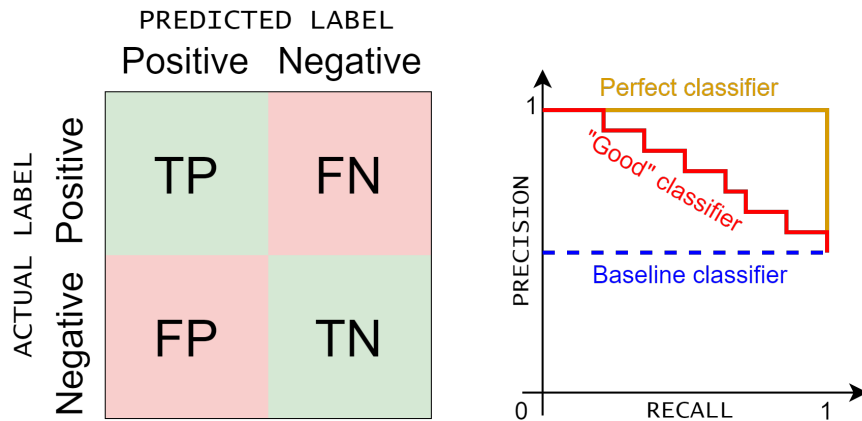 PREDICTED LABEL
Positive Negative
ACTUAL LABEL
Positive
Negative
TP FN
FP TN
PRECISION
1
Perfect classifier
"Good" classifier
Baseline classifier
0 RECALL 1